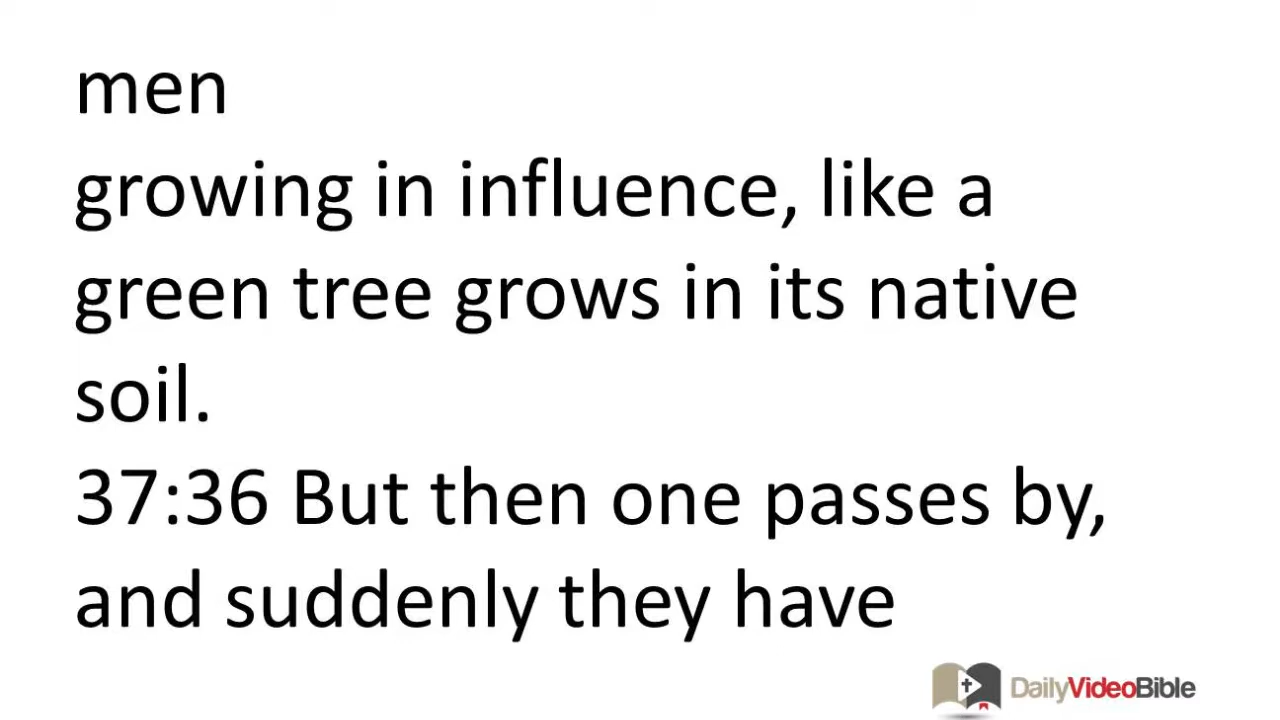 men
growing in influence, like a
green tree grows in its native
soil.
37:36 But then one passes by,
and suddenly they have
DailyVideoBible